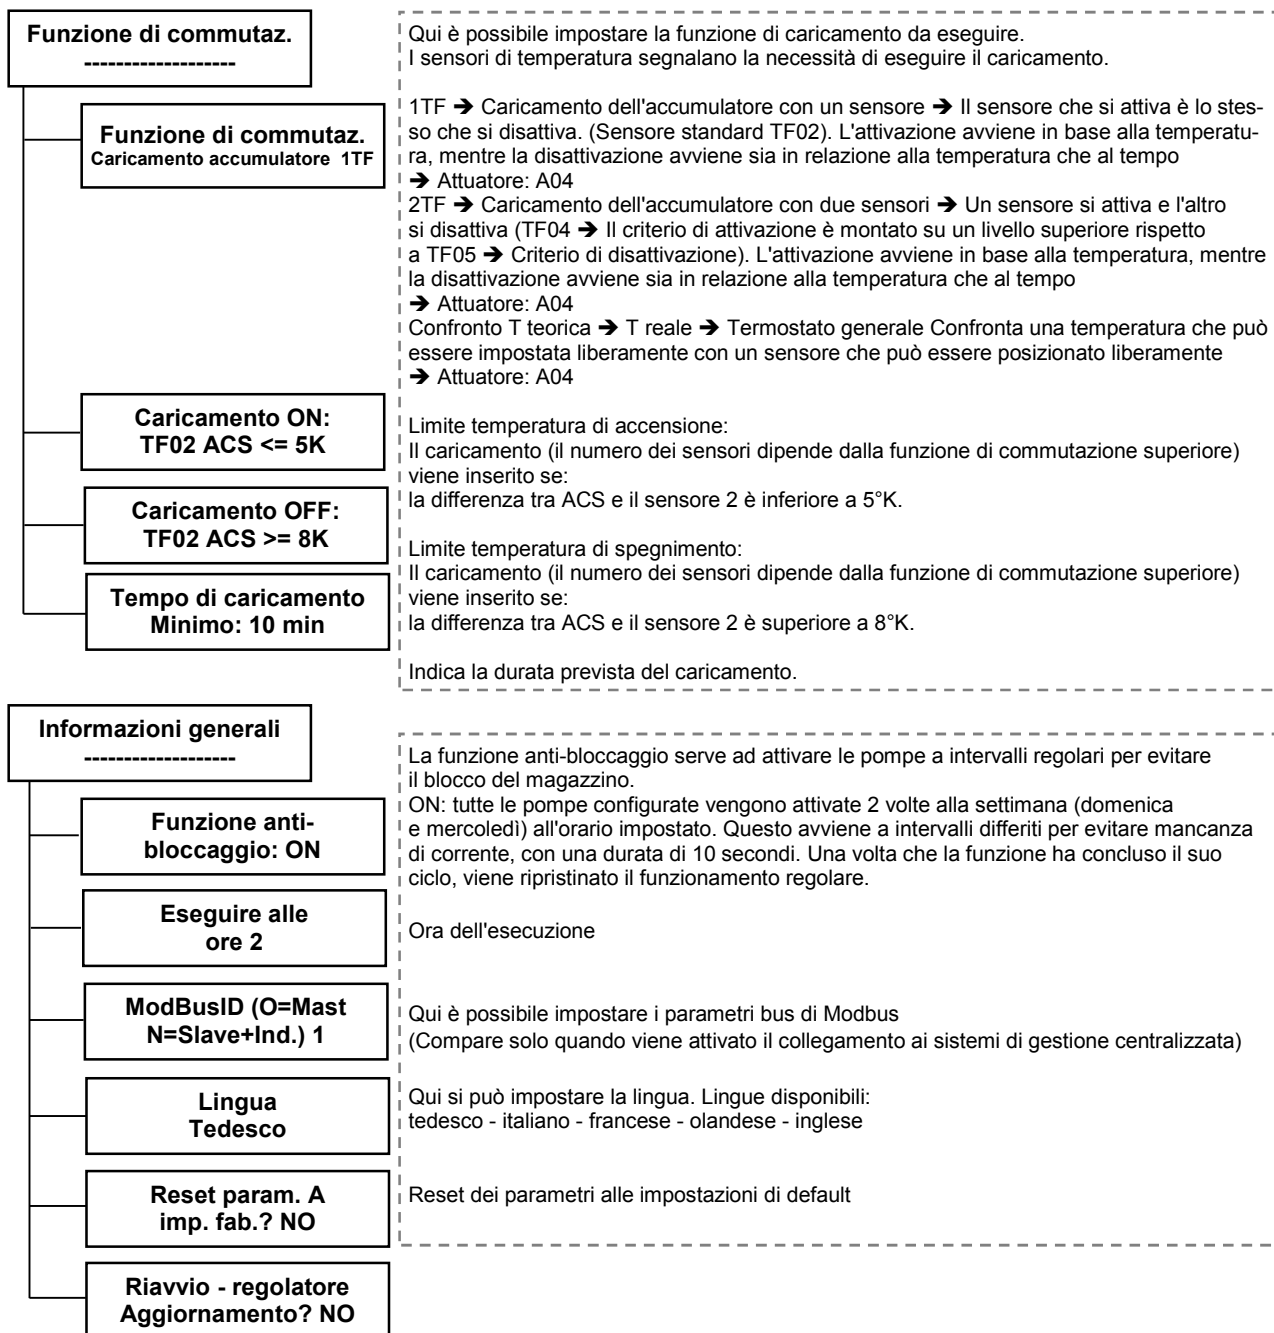 Funzione di commutaz.
-------------------
Funzione di commutaz.
Caricamento accumulatore 1TF
Caricamento ON:
TF02 ACS <= 5K
Caricamento OFF:
TF02 ACS >= 8K
Tempo di caricamento
Minimo: 10 min
Qui è possibile impostare la funzione di caricamento da eseguire.
I sensori di temperatura segnalano la necessità di eseguire il caricamento.
1TF ➔ Caricamento dell'accumulatore con un sensore ➔ Il sensore che si attiva è lo stes-
so che si disattiva. (Sensore standard TF02). L'attivazione avviene in base alla temperatu-
ra, mentre la disattivazione avviene sia in relazione alla temperatura che al tempo
➔ Attuatore: A04
2TF ➔ Caricamento dell'accumulatore con due sensori ➔ Un sensore si attiva e l'altro
si disattiva (TF04 ➔ Il criterio di attivazione è montato su un livello superiore rispetto
a TF05 ➔ Criterio di disattivazione). L'attivazione avviene in base alla temperatura, mentre
la disattivazione avviene sia in relazione alla temperatura che al tempo
➔ Attuatore: A04
Confronto T teorica ➔ T reale ➔ Termostato generale Confronta una temperatura che può
essere impostata liberamente con un sensore che può essere posizionato liberamente
➔ Attuatore: A04
Limite temperatura di accensione:
Il caricamento (il numero dei sensori dipende dalla funzione di commutazione superiore)
viene inserito se:
la differenza tra ACS e il sensore 2 è inferiore a 5°K.
Limite temperatura di spegnimento:
Il caricamento (il numero dei sensori dipende dalla funzione di commutazione superiore)
viene inserito se:
la differenza tra ACS e il sensore 2 è superiore a 8°K.
Indica la durata prevista del caricamento.
Informazioni generali
-------------------
Funzione anti-
bloccaggio: ON
Eseguire alle
ore 2
ModBusID (O=Mast
N=Slave+Ind.) 1
Lingua
Tedesco
Reset param. A
imp. fab.? NO
Riavvio - regolatore
Aggiornamento? NO
La funzione anti-bloccaggio serve ad attivare le pompe a intervalli regolari per evitare
il blocco del magazzino.
ON: tutte le pompe configurate vengono attivate 2 volte alla settimana (domenica
e mercoledì) all'orario impostato. Questo avviene a intervalli differiti per evitare mancanza
di corrente, con una durata di 10 secondi. Una volta che la funzione ha concluso il suo
ciclo, viene ripristinato il funzionamento regolare.
Ora dell'esecuzione
Qui è possibile impostare i parametri bus di Modbus
(Compare solo quando viene attivato il collegamento ai sistemi di gestione centralizzata)
Qui si può impostare la lingua. Lingue disponibili:
tedesco - italiano - francese - olandese - inglese
Reset dei parametri alle impostazioni di default